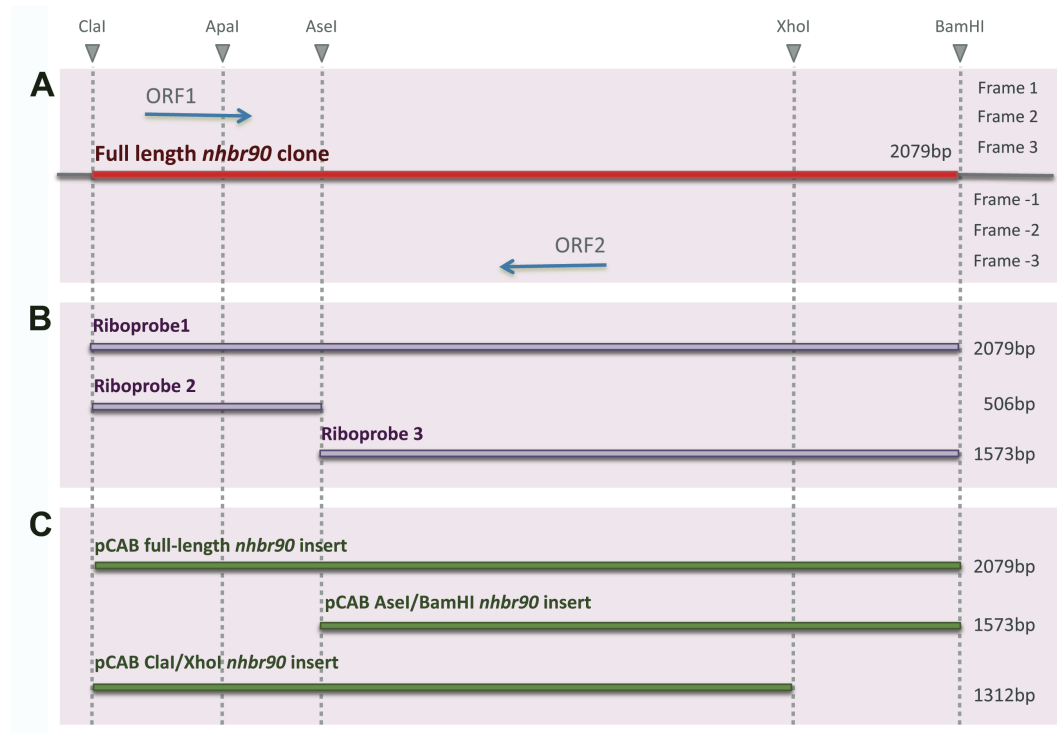 ClaI ApaI AseI XhoI BamHI
A
ORF1
Frame 1
Frame 2
Frame 3
Full length nhbr90 clone 2079bp
Frame -1
Frame -2
ORF2
Frame -3
B
Riboprobe1
2079bp
Riboprobe 2
506bp
Riboprobe 3
1573bp
C
pCAB full-length nhbr90 insert
2079bp
pCAB AseI/BamHI nhbr90 insert
1573bp
pCAB ClaI/XhoI nhbr90 insert
1312bp